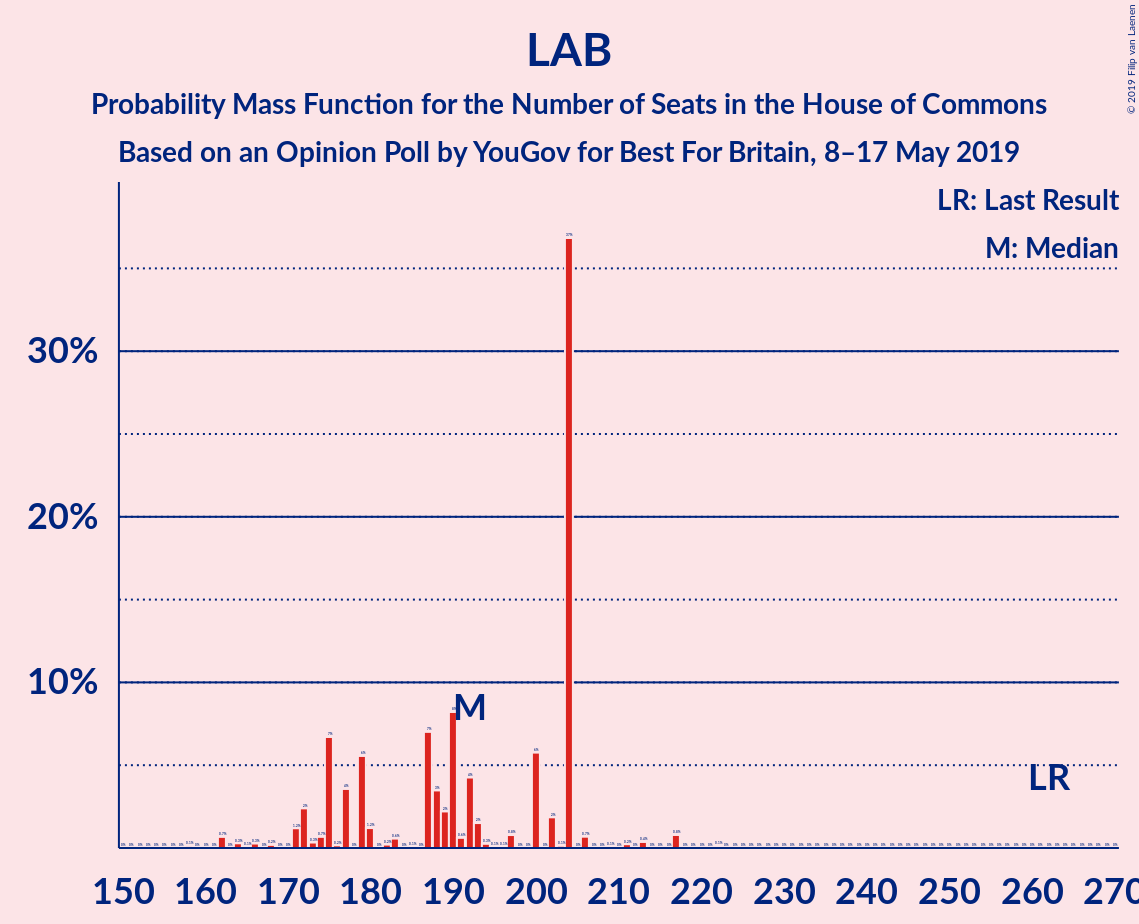 LAB
Probability Mass Function for the Number of Seats in the House of Commons
Based on an Opinion Poll by YouGov for Best For Britain, 8–17 May 2019
© 2019 Filip van Laenen
LR: Last Result
M: Median
30%
20%
10%
M
LR
150 160 170 180 190 200 210 220 230 240 250 260 270